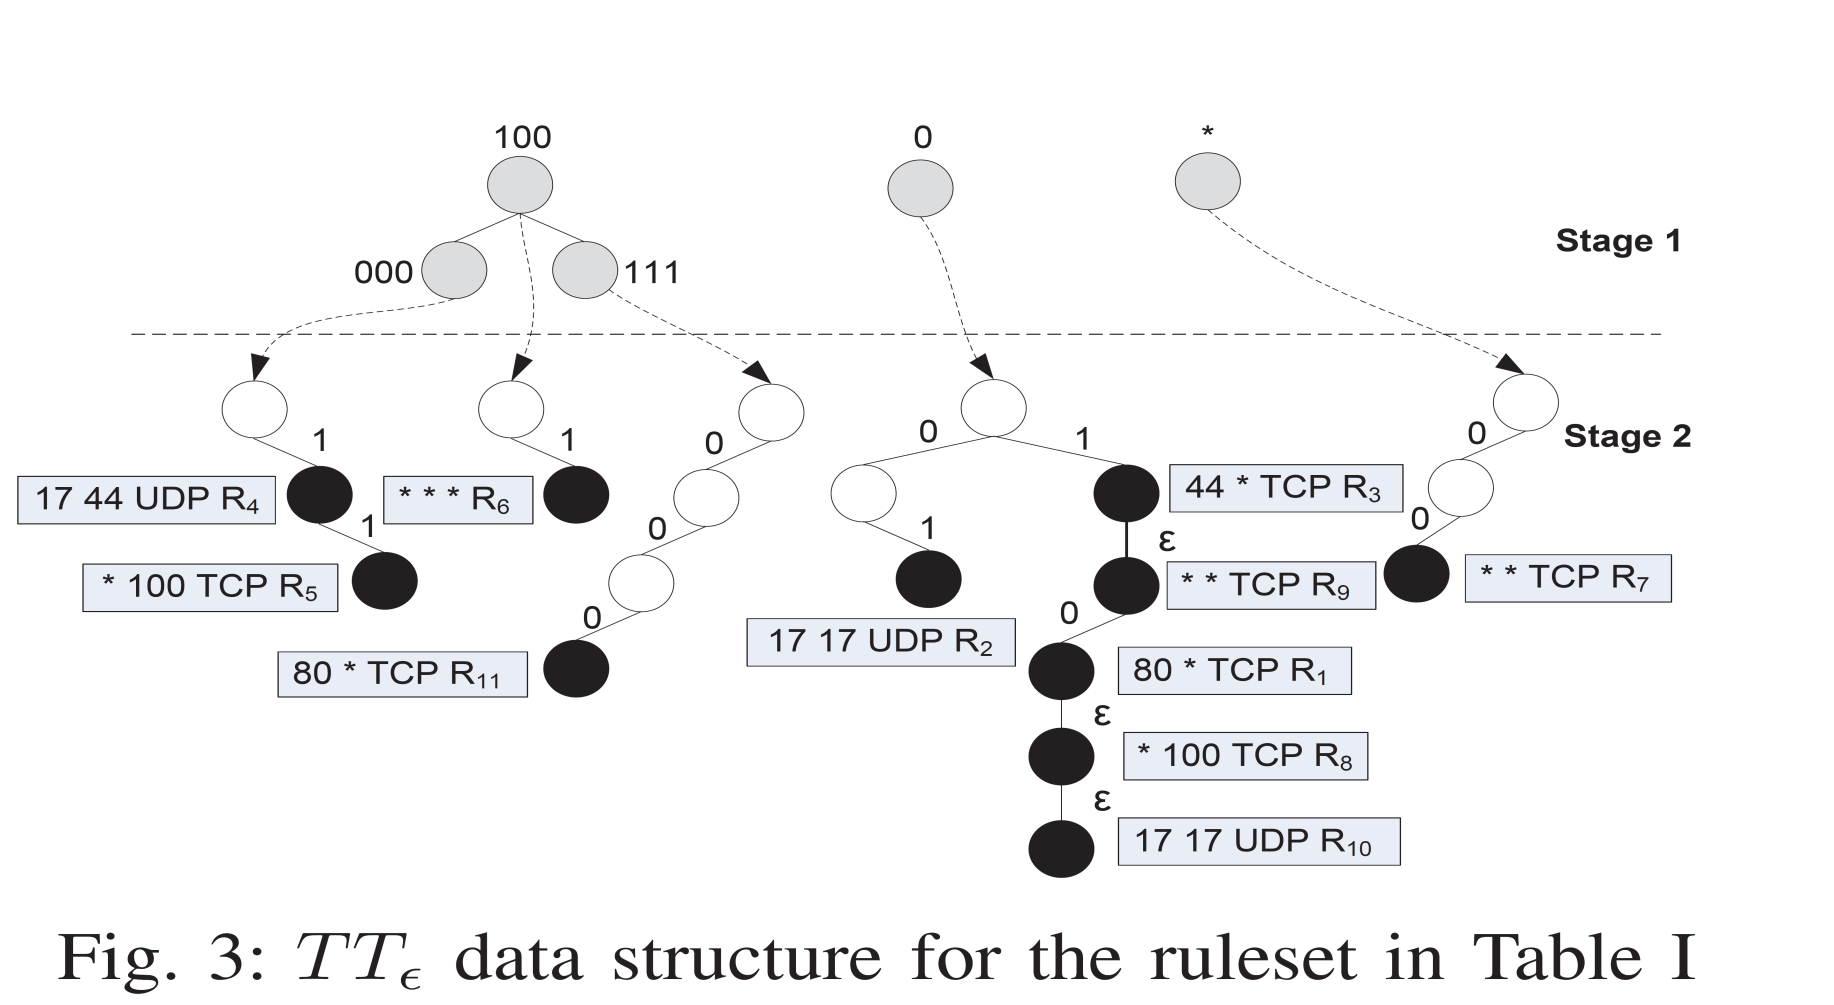 100 0 *
Stage 1
000 111
1 1 0 0 1 0 Stage 2
17 44 UDP R4 * * * R6 44 * TCP R3
1 0 1 ε 0
* 100 TCP R5 * * TCP R9 * * TCP R7
0 0
17 17 UDP R2
80 * TCP R11 80 * TCP R1
ε
* 100 TCP R8
ε
17 17 UDP R10
Fig. 3: TTϵ data structure for the ruleset in Table I